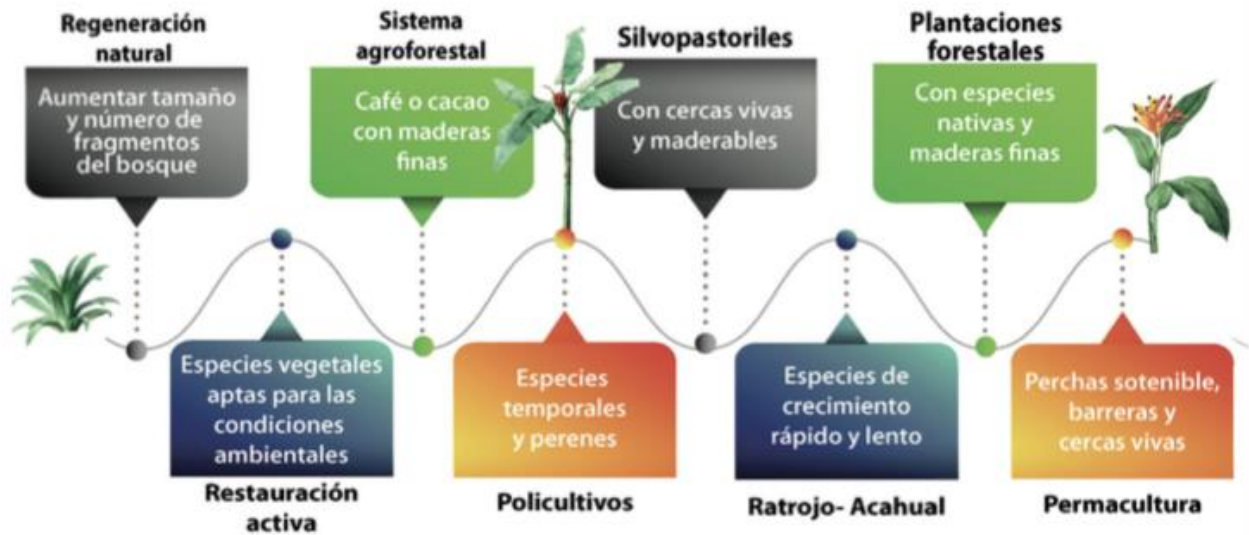 Regeneración
natural
Aumentar tamaño
y número de
fragmentos
del bosque
Especies vegetales
aptas para las
condiciones
ambientales
Restauración
activa
Sistema
agroforestal
Café o cacao
con maderas
finas
Especies
temporales
y perenes
Policultivos
Silvopastoriles
Con cercas vivas
y maderables
Especies de
crecimiento
rápido y lento
Ratrojo- Acahual
Plantaciones
forestales
Con especies
nativas y
maderas finas
Perchas sotenible,
barreras y
cercas vivas
Permacultura